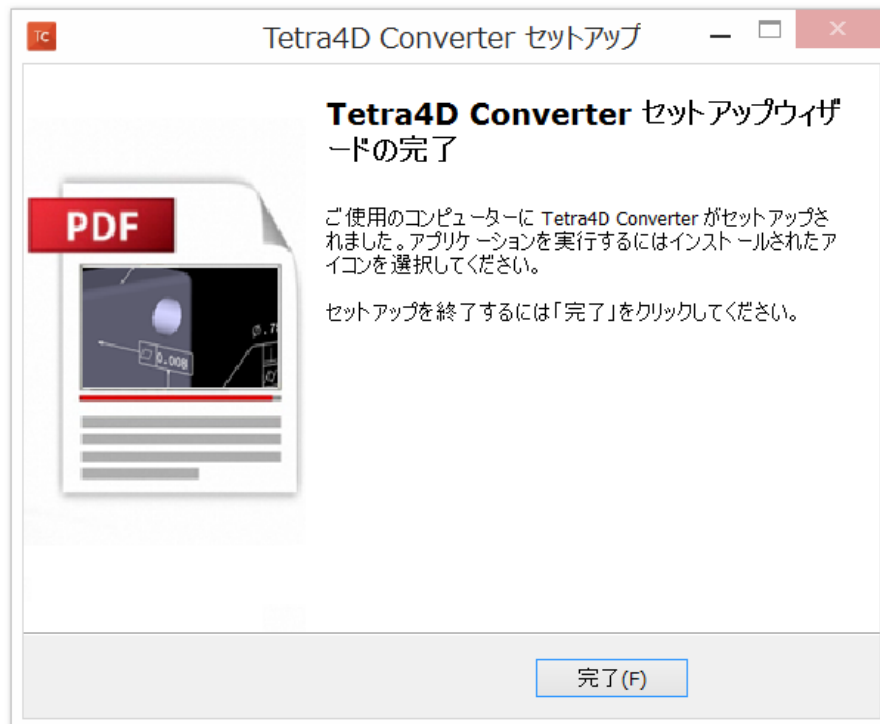 TC
Tetra4D Converter セットアップ
Tetra4D Converter セットアップウィザ
ードの完了
PDF
ご使用のコンピューターに Tetra4D Converter がセットアップさ
れました。アプリケーションを実行するにはインストールされたア
イコンを選択してください。
セットアップを終了するには「完了」をクリックしてください。
0.008
Ø.78
完了(F)